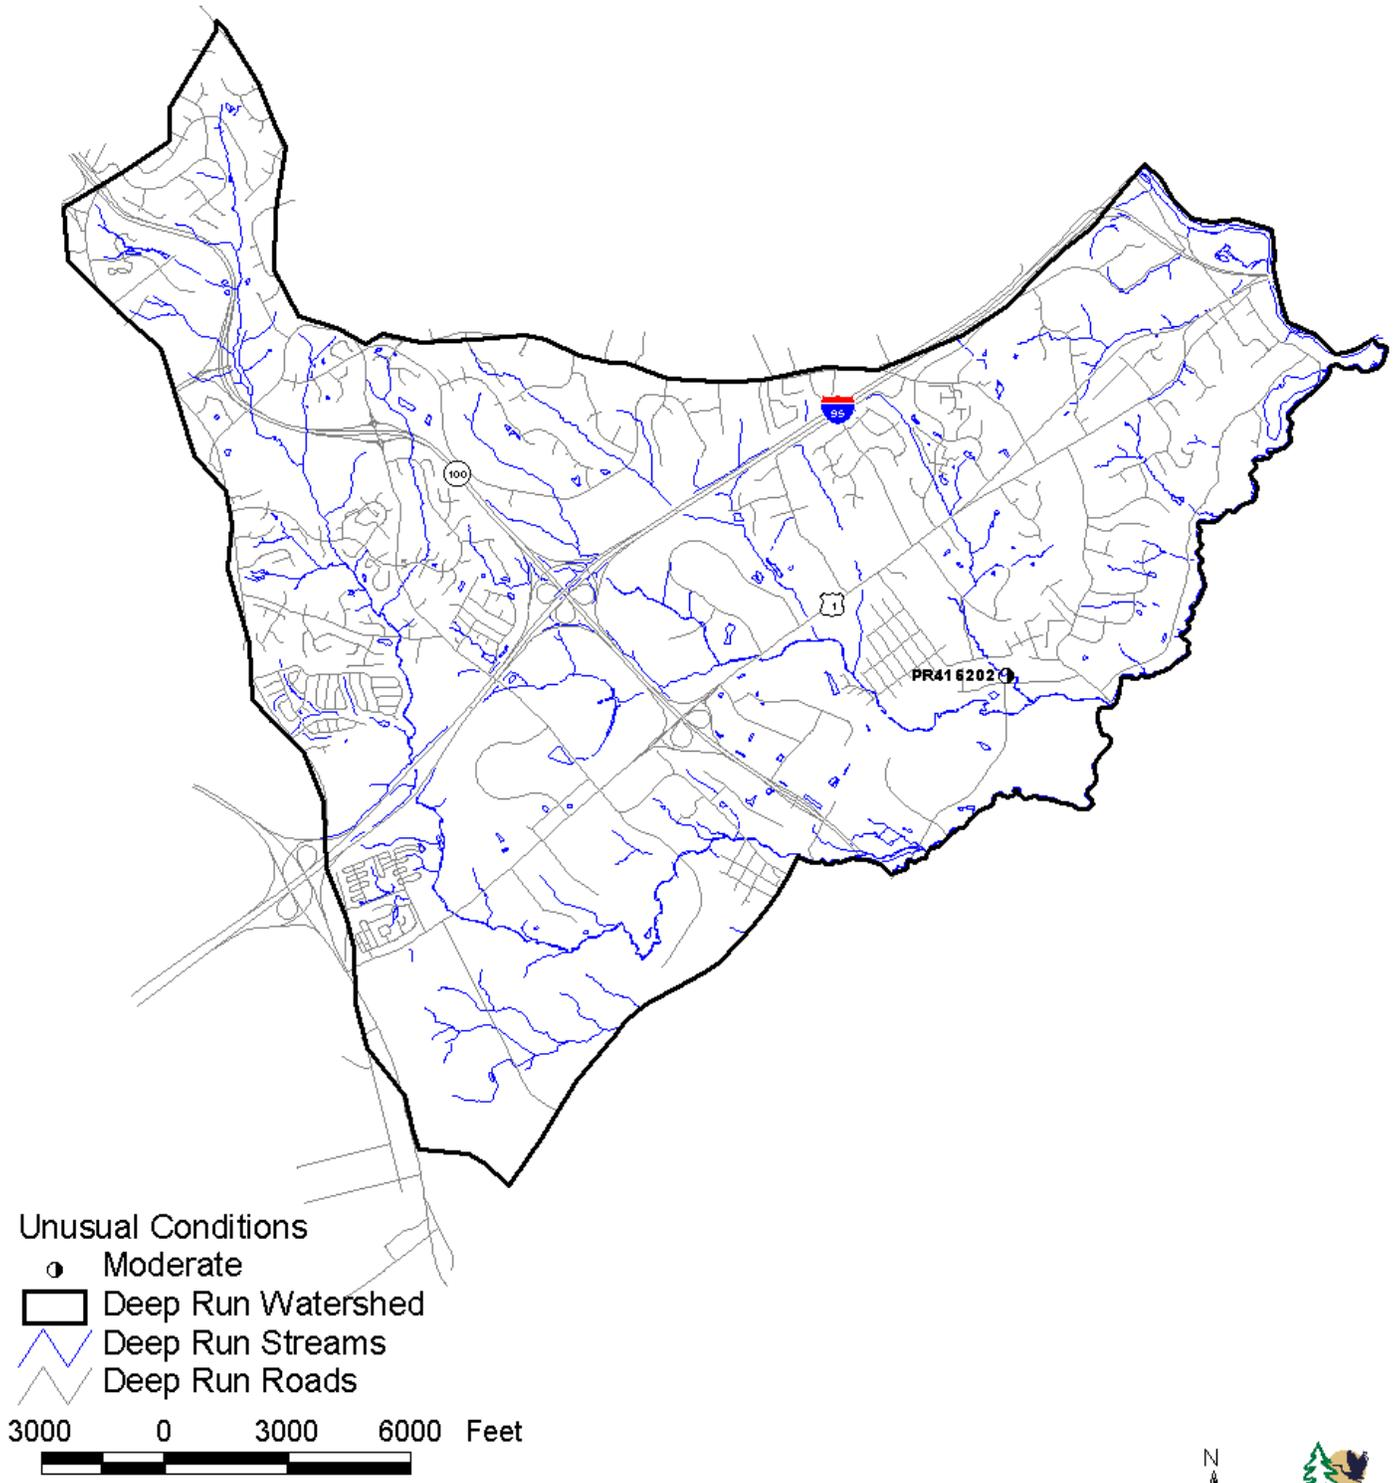 95
100
1
PR416202
Unusual Conditions
Moderate
Deep Run Watershed
Deep Run Streams
Deep Run Roads
3000 0 3000 6000 Feet
N